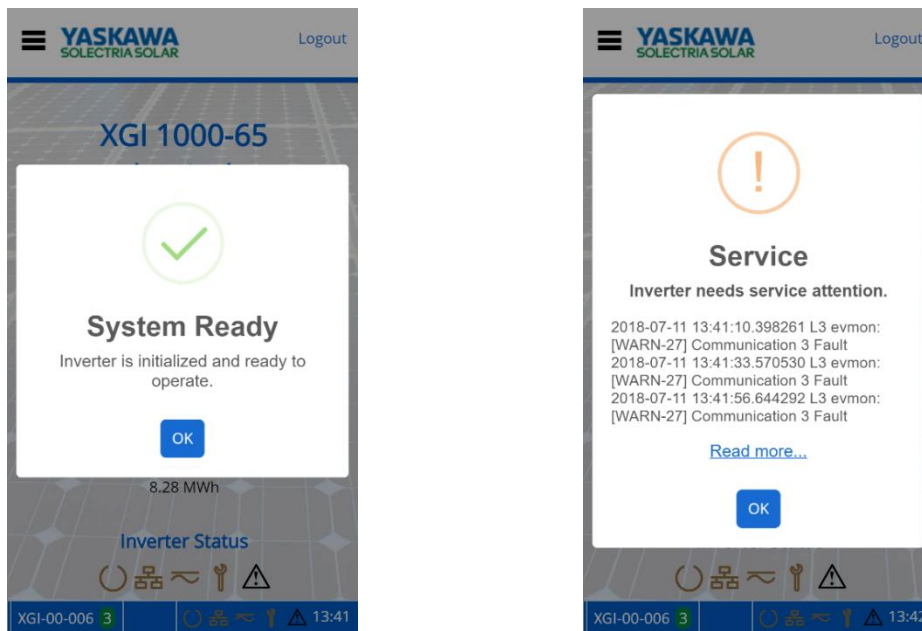 YASKAWA
SOLECTRIA SOLAR
Logout
XGI 1000-65
System Ready
Inverter is initialized and ready to
operate.
OK
8.28 MWh
Inverter Status
XGI-00-006 3
13:41
YASKAWA
SOLECTRIA SOLAR
Logout
Service
Inverter needs service attention.
2018-07-11 13:41:10.398261 L3 evmon:
[WARN-27] Communication 3 Fault
2018-07-11 13:41:33.570530 L3 evmon:
[WARN-27] Communication 3 Fault
2018-07-11 13:41:56.644292 L3 evmon:
[WARN-27] Communication 3 Fault
Read more...
OK
XGI-00-006 3
13:42